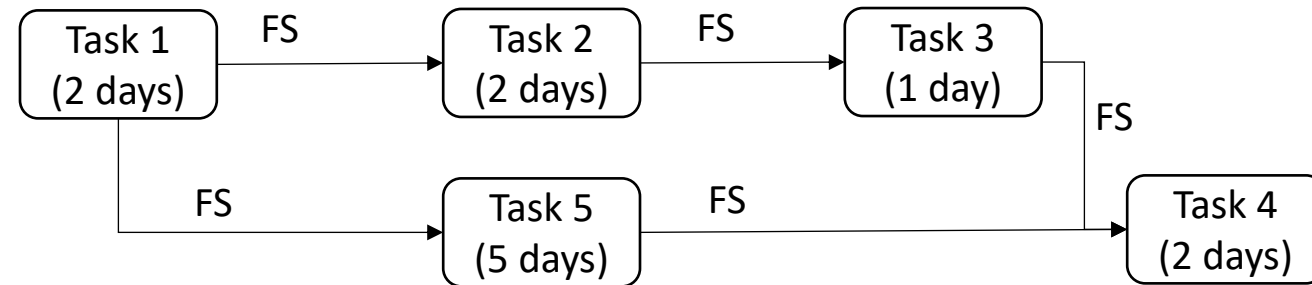 Task 1
(2 days)
FS
Task 2
(2 days)
FS
Task 3
(1 day)
FS
FS
Task 5
(5 days)
FS
Task 4
(2 days)